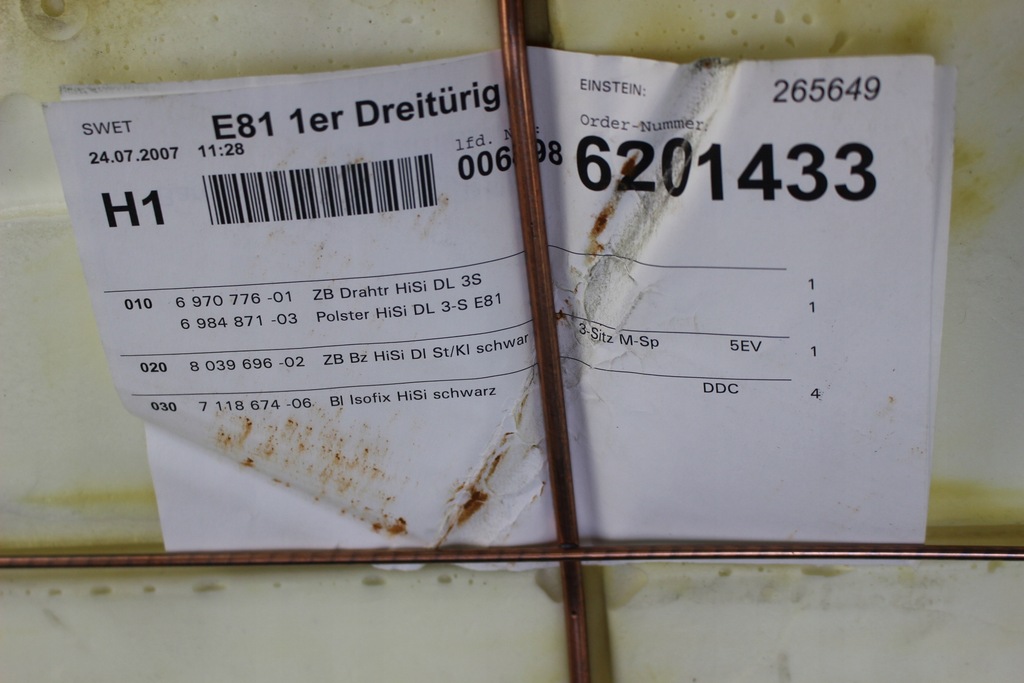 SWET E81 1er Dreitürig EINSTEIN: 265649
24.07.2007 11:28 lfd. Order-Nummer
H1 6201433
010 6 970 776 -01 ZB Drahtr HiSi DL 3S 1
6 984 871 -03 Polster HiSi DL 3-S E81 1
020 8 039 696 -02 ZB Bz HiSi Dl St/Kl schwar 3-Sitz M-Sp 5EV 1
030 7 118 674 -06 Bl Isofix HiSi schwarz DDC 4